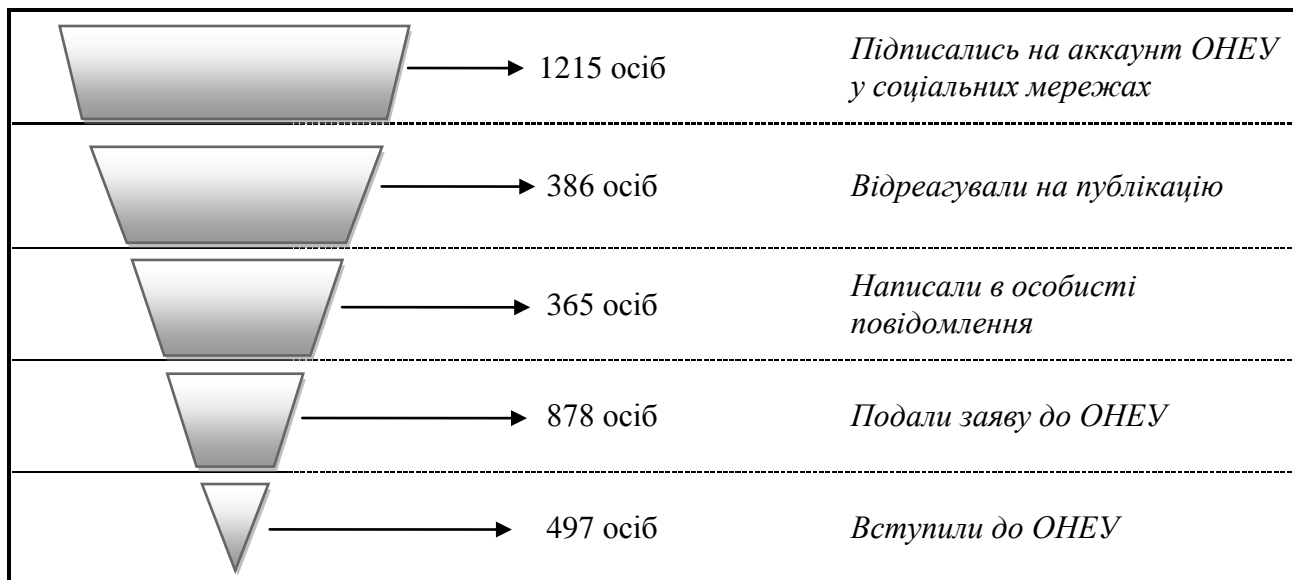 1215 осіб
Підписались на аккаунт ОНЕУ
у соціальних мережах
386 осіб
Відреагували на публікацію
365 осіб
Написали в особисті
повідомлення
878 осіб
Подали заяву до ОНЕУ
497 осіб
Вступили до ОНЕУ